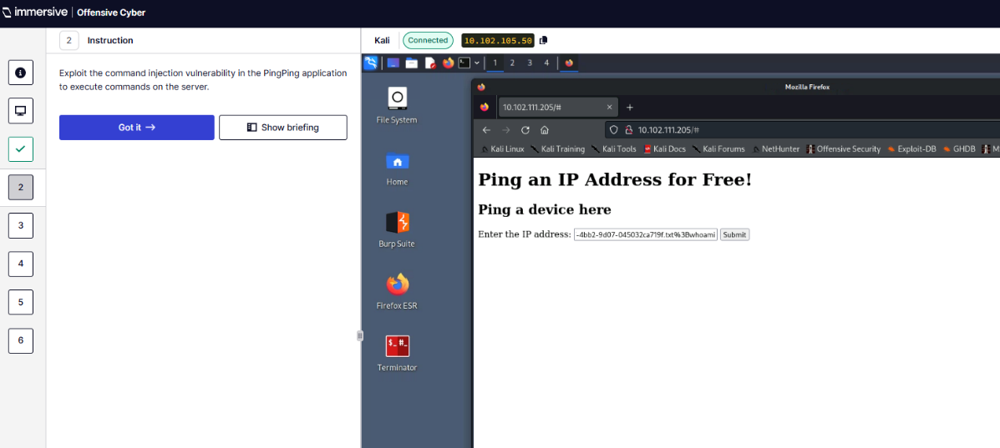 immersive | Offensive Cyber
2 Instruction
Exploit the command injection vulnerability in the PingPing application
to execute commands on the server.
Got it →
Show briefing
2
3
4
5
6
Kali Connected 10.102.105.50
1 2 3 4
File System
Home
Burp Suite
Firefox ESR
Terminator
Mozilla Firefox
10.102.111.205/#
10.102.111.205/#
Kali Linux Kali Training Kali Tools Kali Docs Kali Forums NetHunter Offensive Security Exploit-DB GHDB M
Ping an IP Address for Free!
Ping a device here
Enter the IP address: -4bb2-9d07-045032ca719f.txt%3Bwhoami Submit